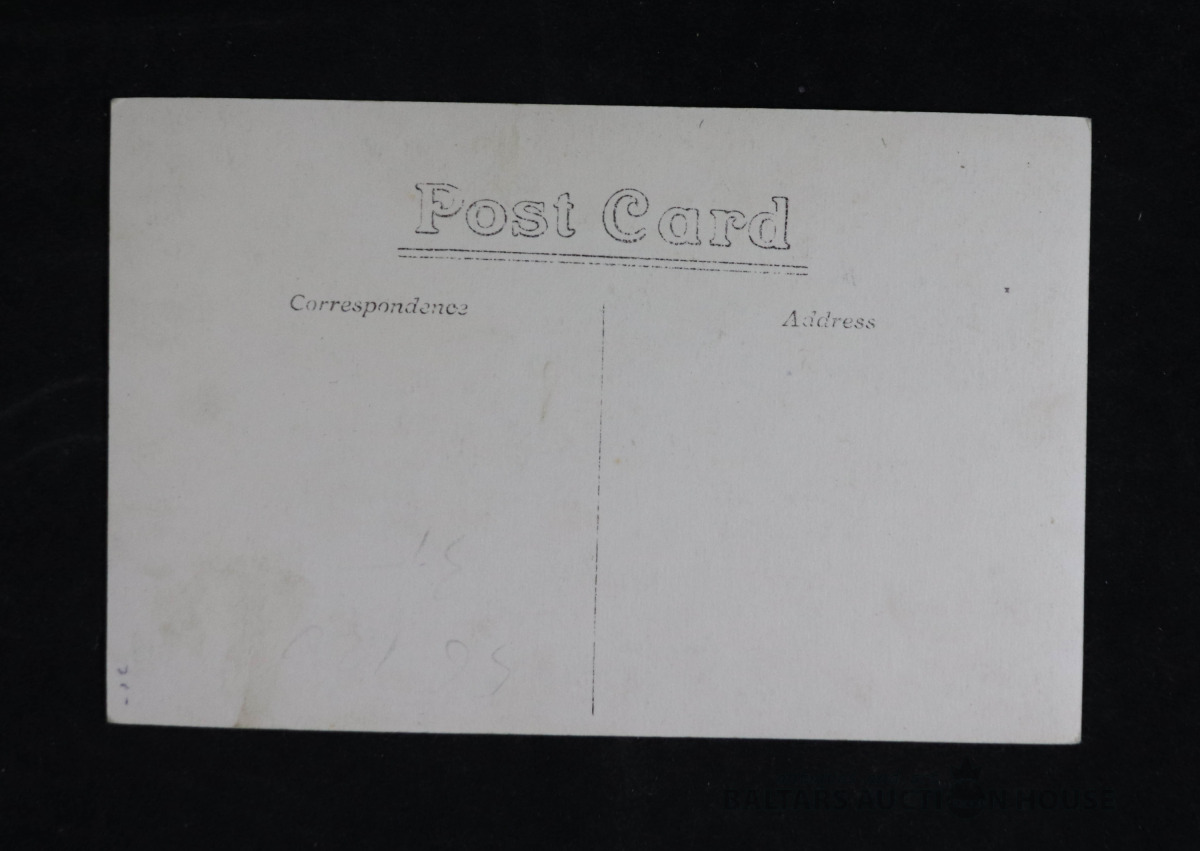 Post Card
Correspondence
Address
BALTARS AUCTION HOUSE